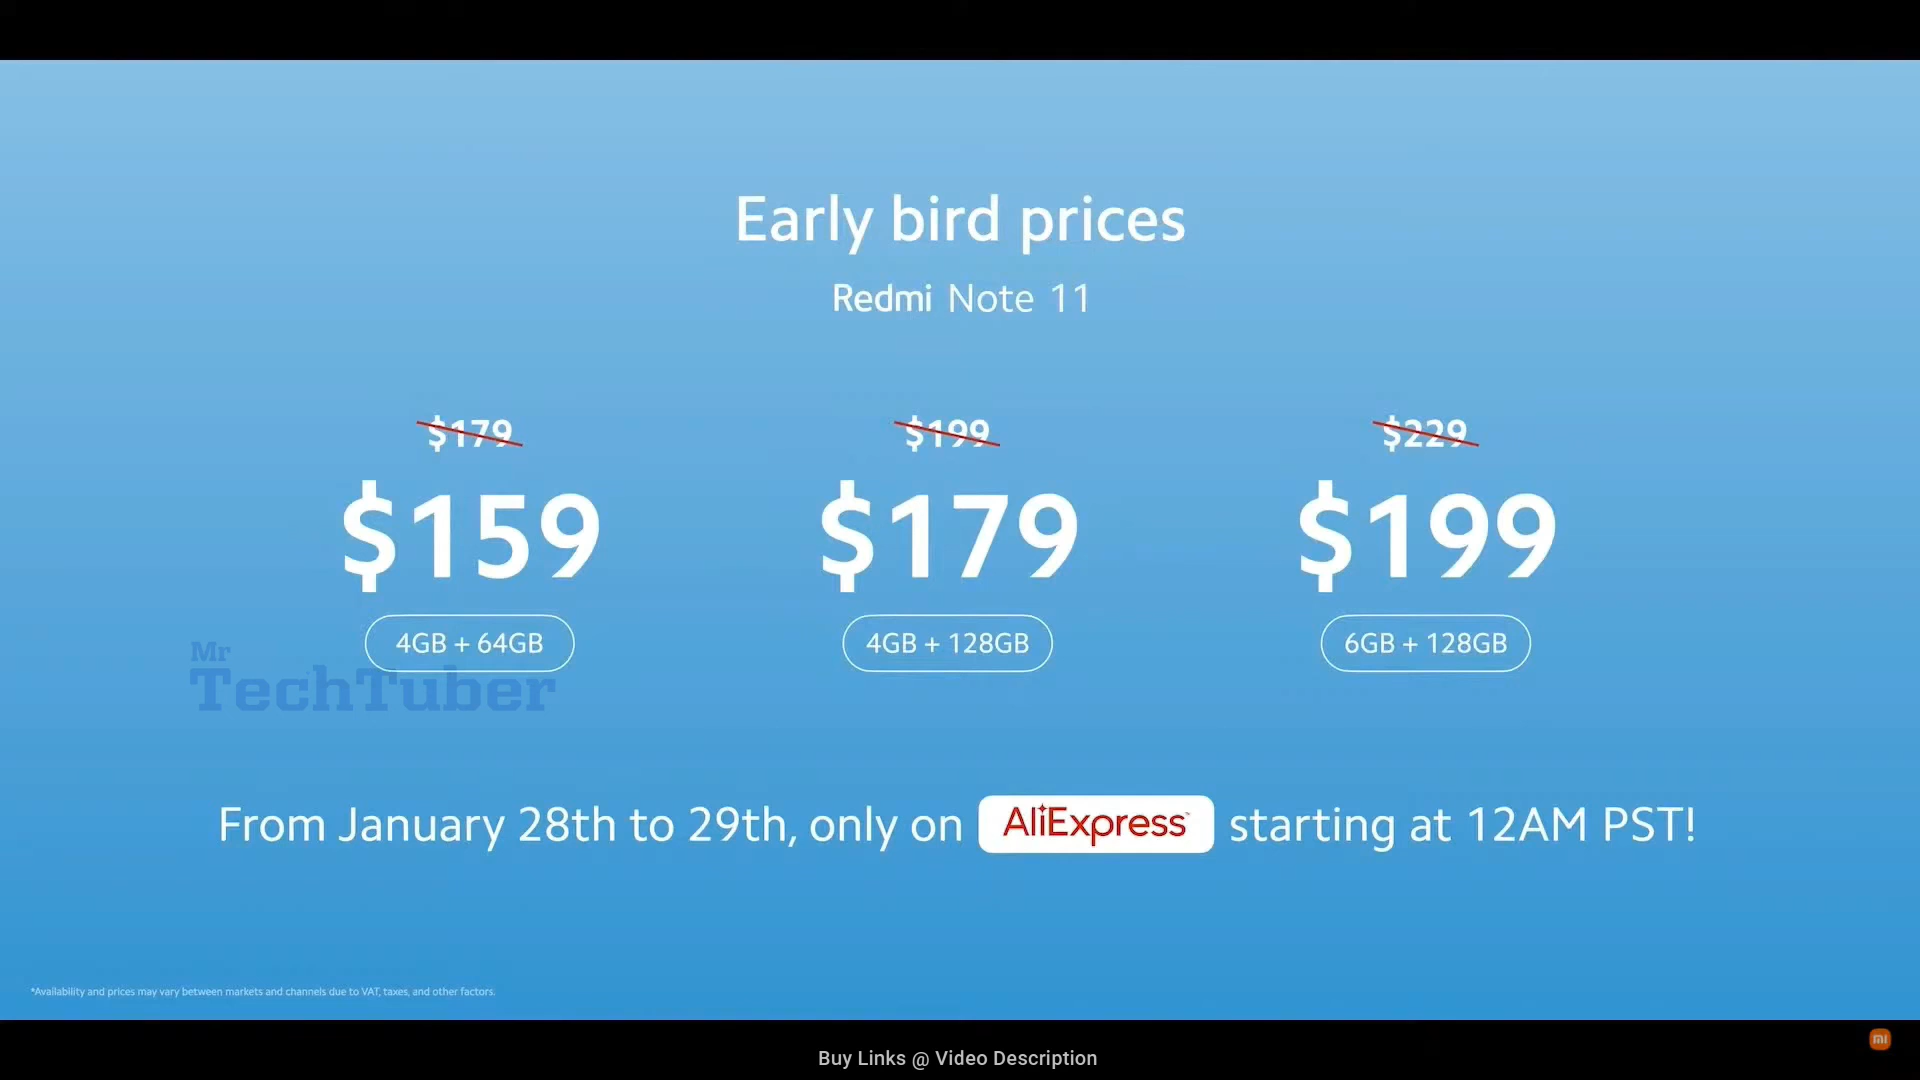 Early bird prices
Redmi Note 11
$179 $199 $229
$159 $179 $199
4GB + 64GB 4GB + 128GB 6GB + 128GB
Mr
TechTuber
From January 28th to 29th, only on AliExpress starting at 12AM PST!
*Availability and prices may vary between markets and channels due to VAT, taxes, and other factors.
mi
Buy Links @ Video Description